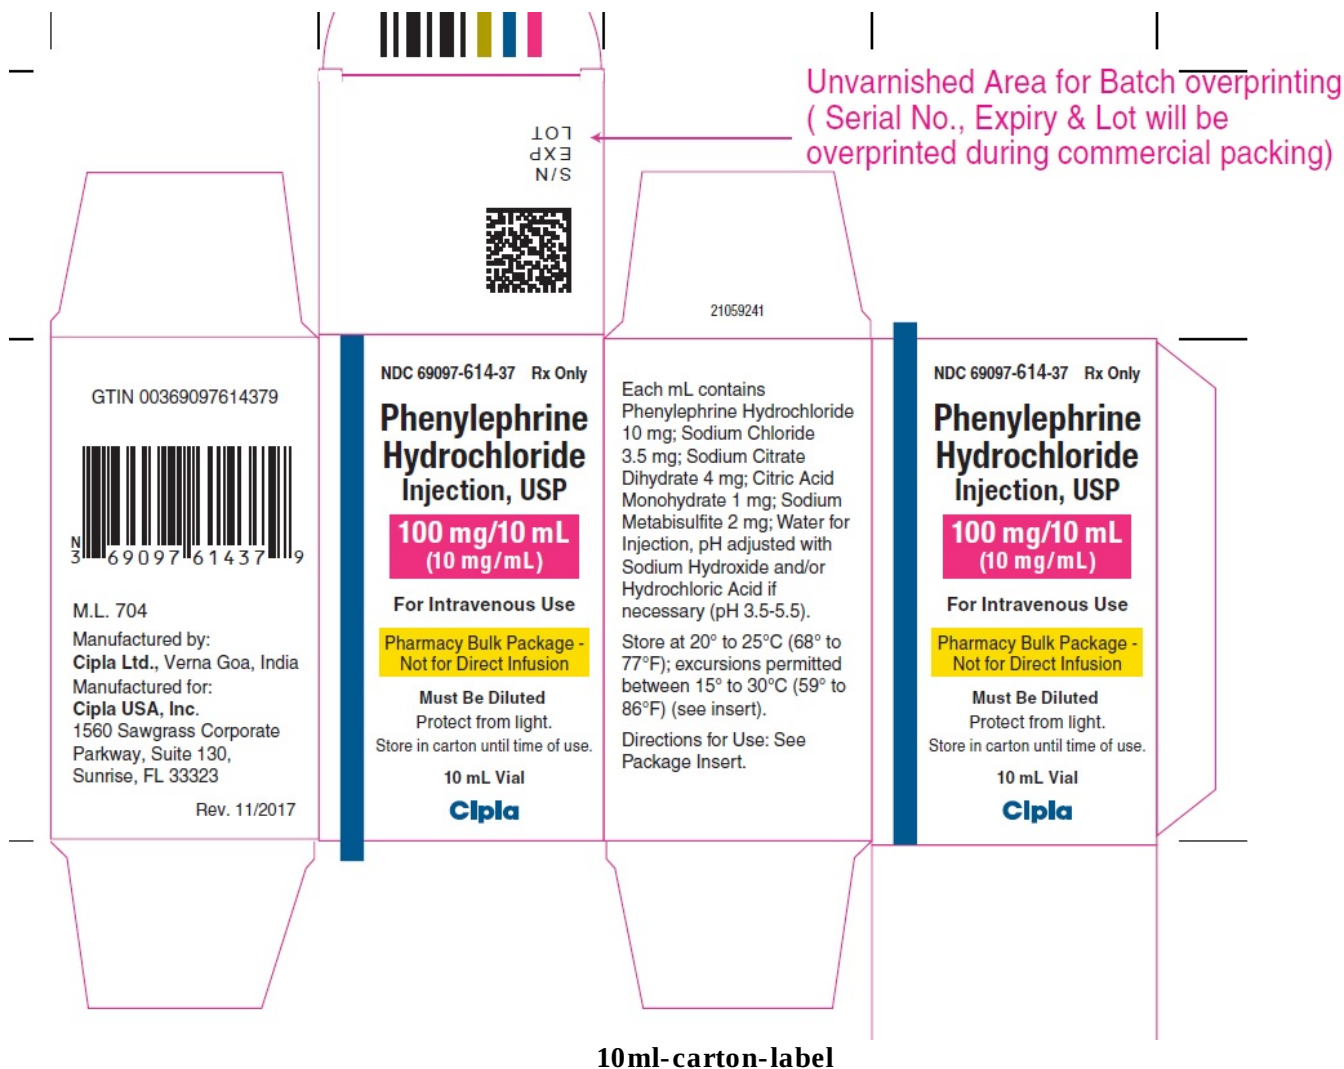 Unvarnished Area for Batch overprinting
( Serial No., Expiry & Lot will be
overprinted during commercial packing)
S/N
EXP
LOT
21059241
GTIN 00369097614379
N
3 69097 61437 9
M.L. 704
Manufactured by:
Cipla Ltd., Verna Goa, India
Manufactured for:
Cipla USA, Inc.
1560 Sawgrass Corporate
Parkway, Suite 130,
Sunrise, FL 33323
Rev. 11/2017
NDC 69097-614-37 Rx Only
Phenylephrine
Hydrochloride
Injection, USP
100 mg/10 mL
(10 mg/mL)
For Intravenous Use
Pharmacy Bulk Package -
Not for Direct Infusion
Must Be Diluted
Protect from light.
Store in carton until time of use.
10 mL Vial
Cipla
Each mL contains
Phenylephrine Hydrochloride
10 mg; Sodium Chloride
3.5 mg; Sodium Citrate
Dihydrate 4 mg; Citric Acid
Monohydrate 1 mg; Sodium
Metabisulfite 2 mg; Water for
Injection, pH adjusted with
Sodium Hydroxide and/or
Hydrochloric Acid if
necessary (pH 3.5-5.5).
Store at 20° to 25°C (68° to
77°F); excursions permitted
between 15° to 30°C (59° to
86°F) (see insert).
Directions for Use: See
Package Insert.
NDC 69097-614-37 Rx Only
Phenylephrine
Hydrochloride
Injection, USP
100 mg/10 mL
(10 mg/mL)
For Intravenous Use
Pharmacy Bulk Package -
Not for Direct Infusion
Must Be Diluted
Protect from light.
Store in carton until time of use.
10 mL Vial
Cipla
10ml-carton-label